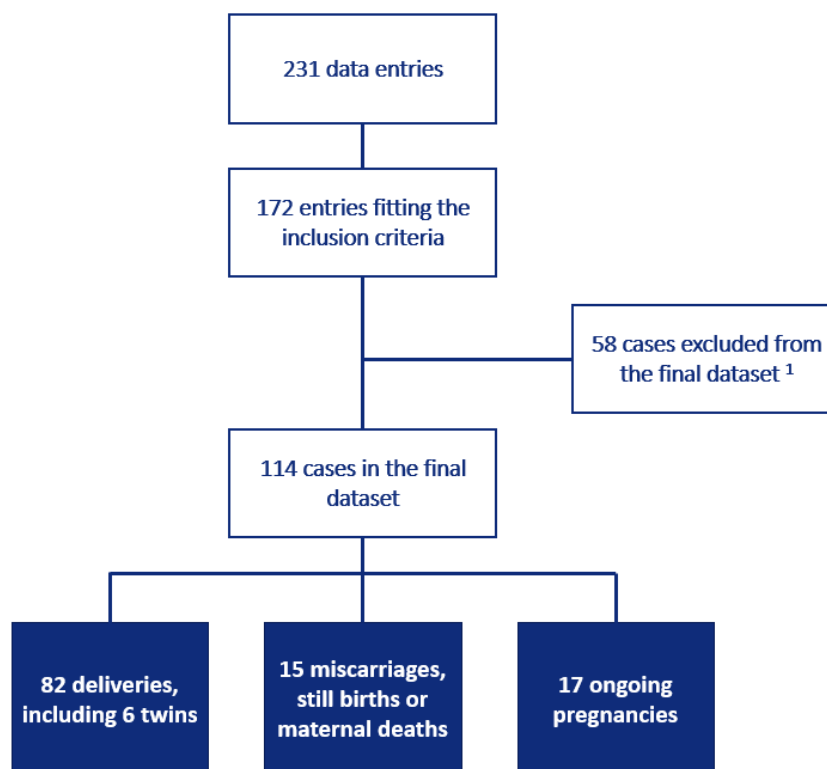 231 data entries
172 entries fitting the
inclusion criteria
58 cases excluded from
the final dataset ¹
114 cases in the final
dataset
82 deliveries,
including 6 twins
15 miscarriages,
still births or
maternal deaths
17 ongoing
pregnancies